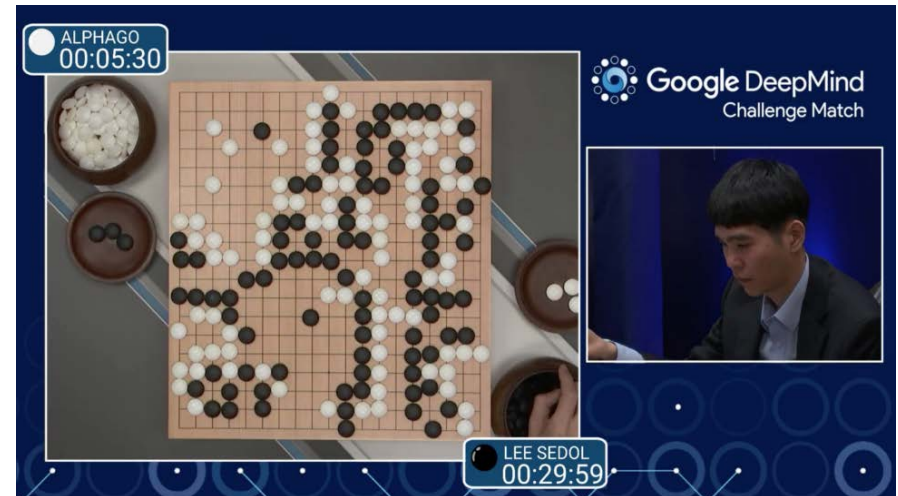 ALPHAGO
00:05:30
Google DeepMind
Challenge Match
LEE SEDOL
00:29:59